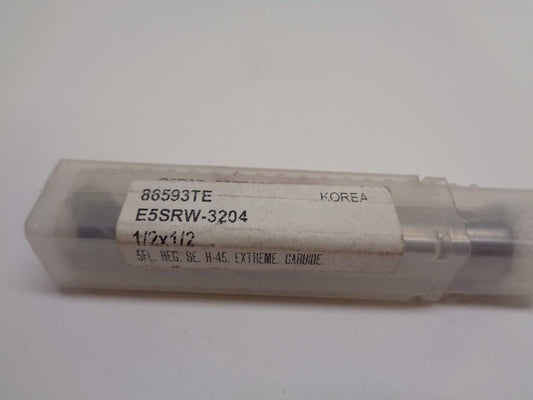 86593TE KOREA
E5SRW-3204
1/2x1/2
5FL. REG. SE. H-45. EXTREME. CARBIDE.